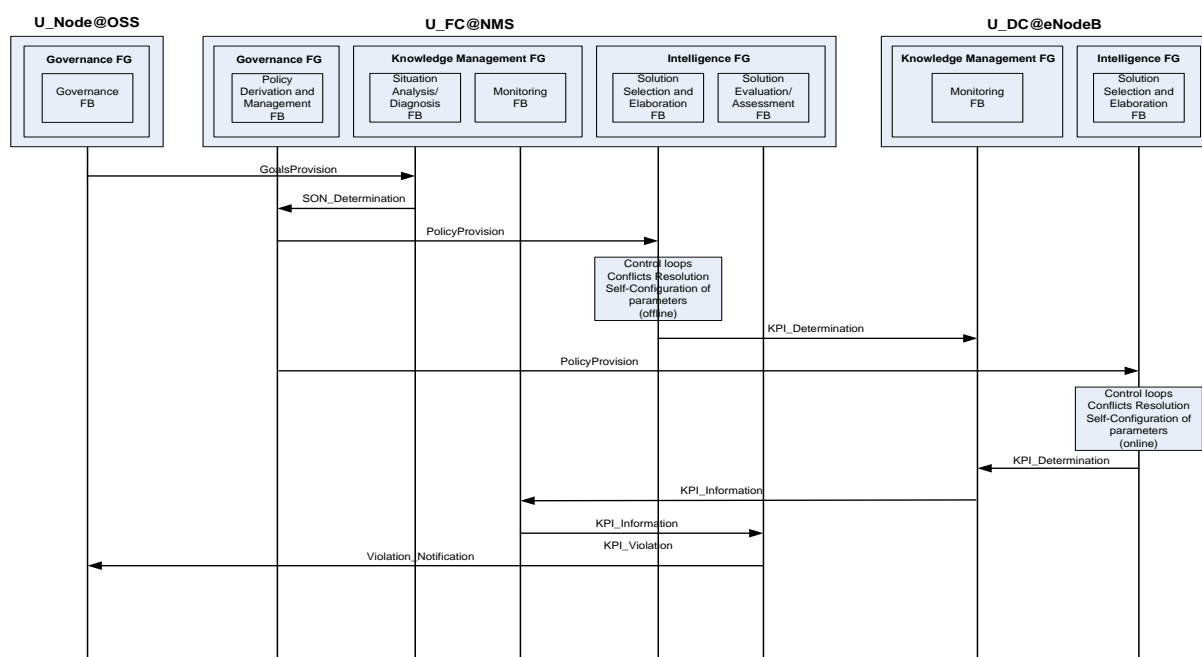 U_Node@OSS
U_FC@NMS
U_DC@eNodeB
Governance FG
Governance
FB
Governance FG
Policy
Derivation and
Management
FB
Knowledge Management FG
Situation
Analysis/
Diagnosis
FB
Monitoring
FB
Intelligence FG
Solution
Selection and
Elaboration
FB
Solution
Evaluation/
Assessment
FB
Knowledge Management FG
Monitoring
FB
Intelligence FG
Solution
Selection and
Elaboration
FB
GoalsProvision
SON_Determination
PolicyProvision
Control loops
Conflicts Resolution
Self-Configuration of
parameters
(offline)
KPI_Determination
PolicyProvision
Control loops
Conflicts Resolution
Self-Configuration of
parameters
(online)
KPI_Determination
KPI_Information
KPI_Information
KPI_Violation
Violation_Notification